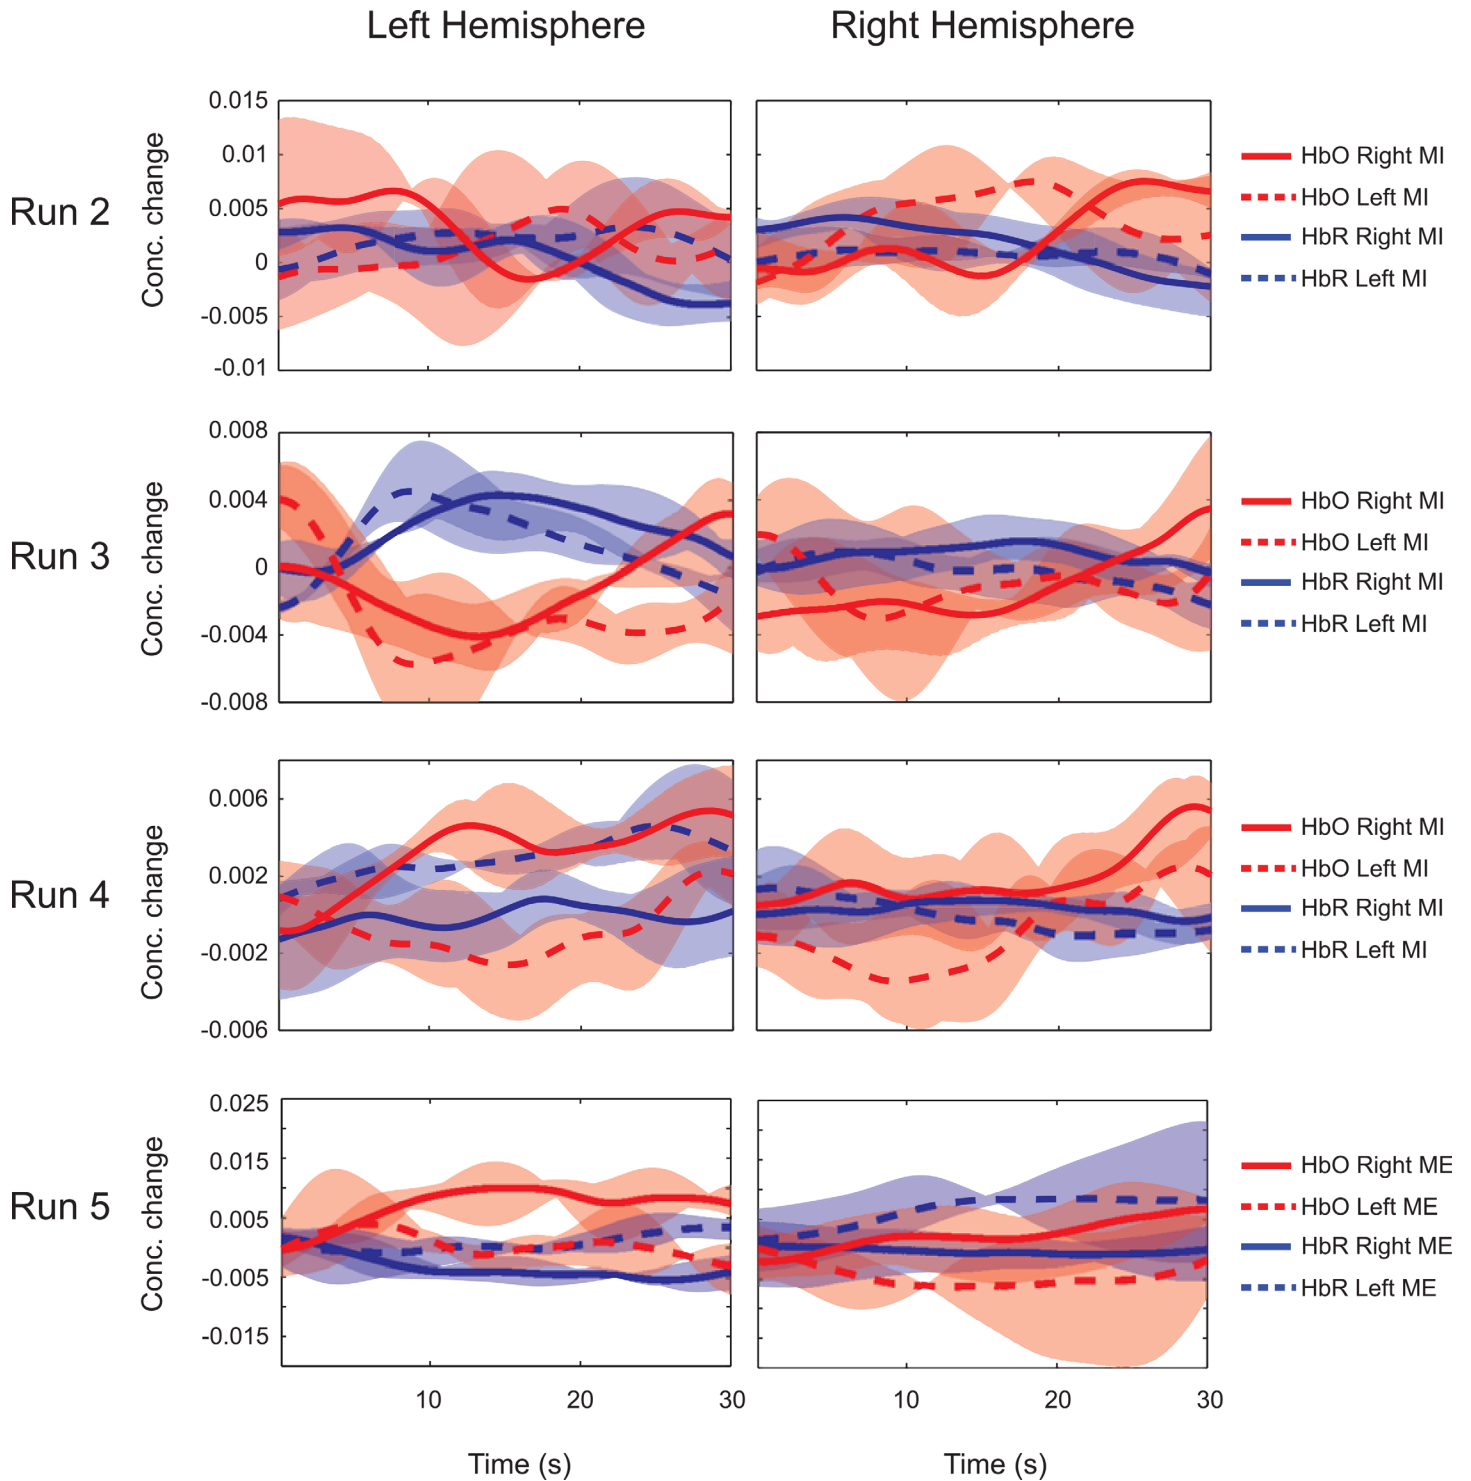 Left Hemisphere
Right Hemisphere
Run 2
Conc. change
0.015
0.01
0.005
0
-0.005
-0.01
HbO Right MI
HbO Left MI
HbR Right MI
HbR Left MI
Run 3
Conc. change
0.008
0.004
0
-0.004
-0.008
HbO Right MI
HbO Left MI
HbR Right MI
HbR Left MI
Run 4
Conc. change
0.006
0.002
-0.002
-0.006
HbO Right MI
HbO Left MI
HbR Right MI
HbR Left MI
Run 5
Conc. change
0.025
0.015
0.005
-0.005
-0.015
HbO Right ME
HbO Left ME
HbR Right ME
HbR Left ME
10 20 30
10 20 30
Time (s)
Time (s)